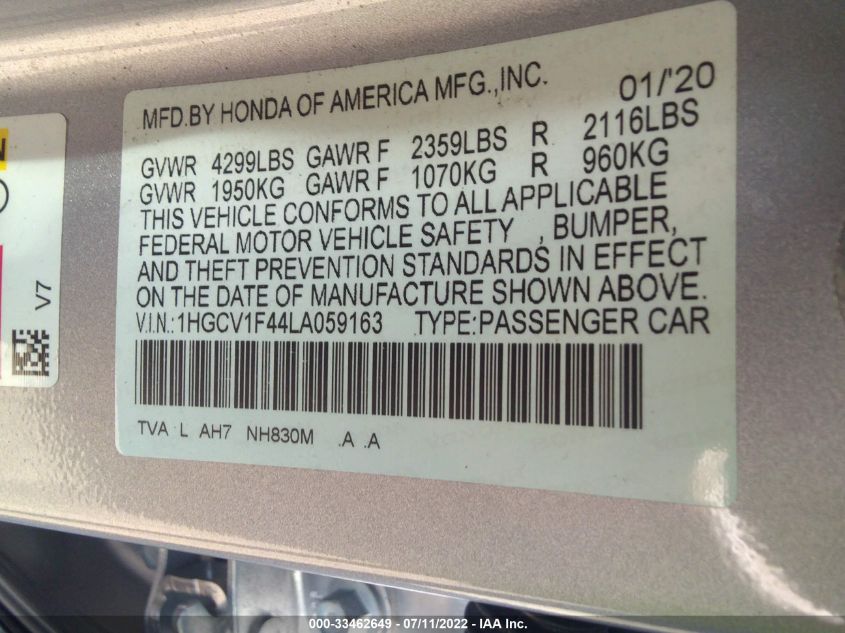 MFD.BY HONDA OF AMERICA MFG.,INC. 01/'20
GVWR 4299LBS GAWR F 2359LBS R 2116LBS
GVWR 1950KG GAWR F 1070KG R 960KG
THIS VEHICLE CONFORMS TO ALL APPLICABLE
FEDERAL MOTOR VEHICLE SAFETY , BUMPER,
AND THEFT PREVENTION STANDARDS IN EFFECT
ON THE DATE OF MANUFACTURE SHOWN ABOVE.
V.I.N.:1HGCV1F44LA059163 TYPE:PASSENGER CAR
TVA L AH7 NH830M .A .A
V7
000-33462649 - 07/11/2022 - IAA Inc.